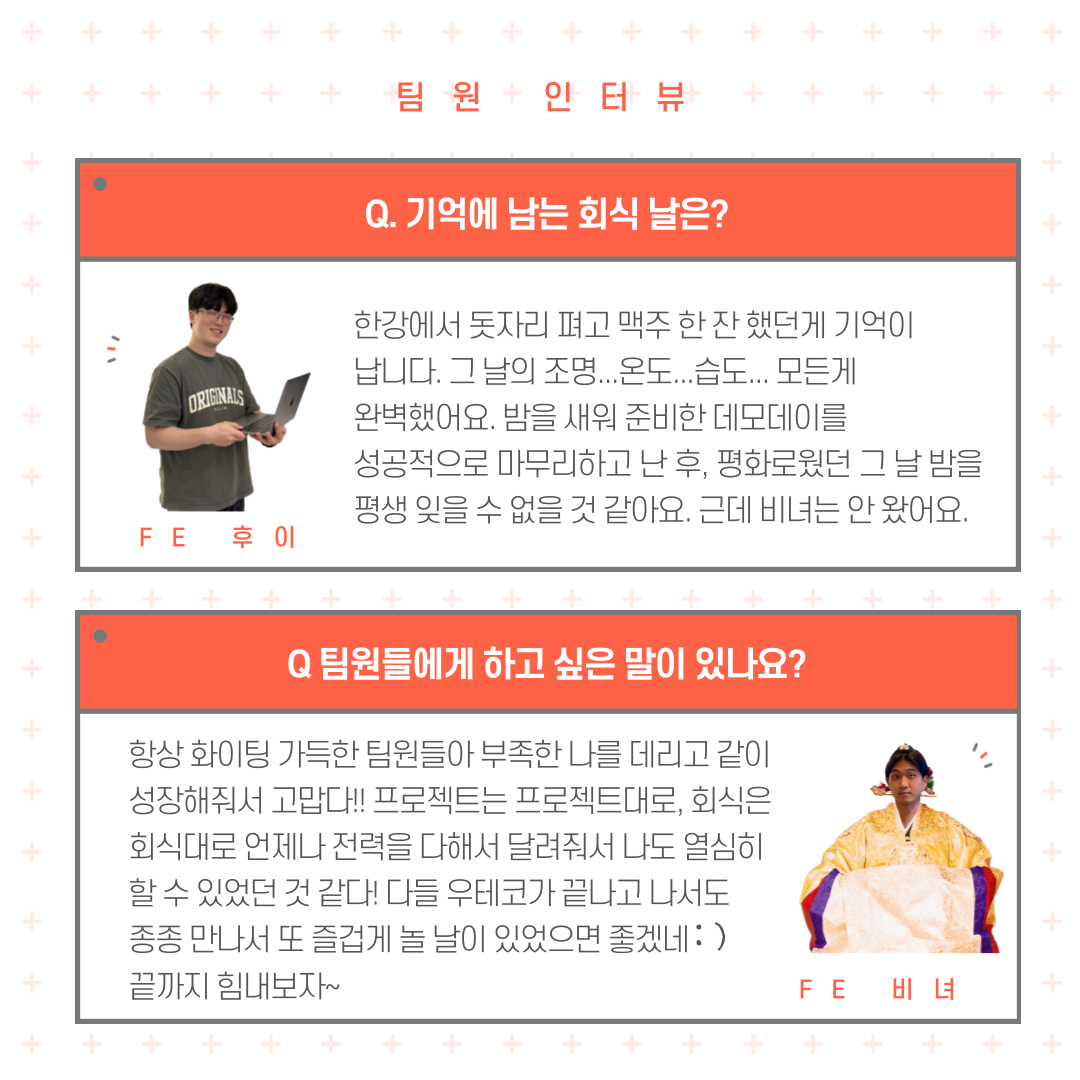 팀원 인터뷰
Q. 기억에 남는 회식 날은?
한강에서 돗자리 펴고 맥주 한 잔 했던게 기억이
납니다. 그 날의 조명...온도...습도... 모든게
완벽했어요. 밤을 새워 준비한 데모데이를
성공적으로 마무리하고 난 후, 평화로웠던 그 날 밤을
평생 잊을 수 없을 것 같아요. 근데 비녀는 안 왔어요.
ORIGINALS
FE 후이
Q 팀원들에게 하고 싶은 말이 있나요?
항상 화이팅 가득한 팀원들아 부족한 나를 데리고 같이
성장해줘서 고맙다!! 프로젝트는 프로젝트대로, 회식은
회식대로 언제나 전력을 다해서 달려줘서 나도 열심히
할 수 있었던 것 같다! 다들 우테코가 끝나고 나서도
종종 만나서 또 즐겁게 놀 날이 있었으면 좋겠네 : )
끝까지 힘내보자~
FE 비녀